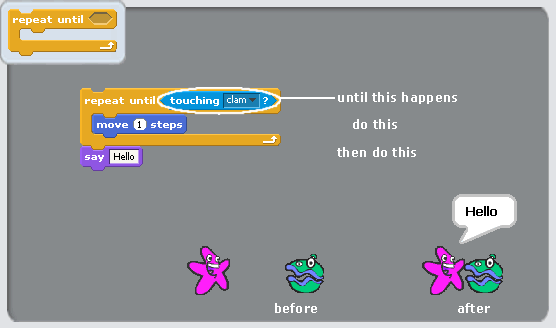 repeat until
repeat until touching clam ?
until this happens
move 1 steps
do this
say Hello
then do this
Hello
before
after